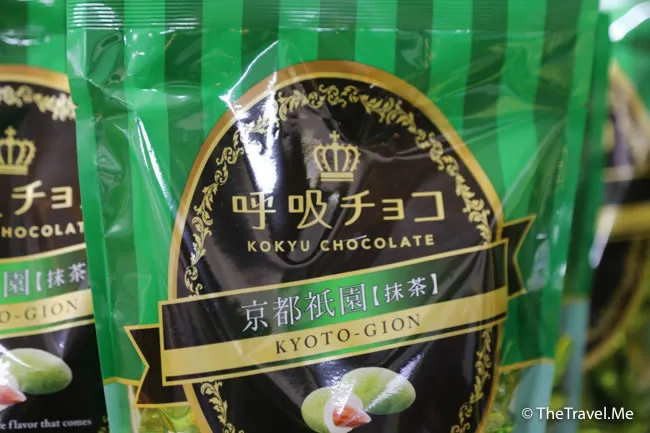 呼吸チョコ
KOKYU CHOCOLATE
京都祇園【抹茶】
KYOTO-GION
チョコ
CHOCOLATE
園【抹茶】
TO-GION
e flavor that comes
© TheTravel.Me